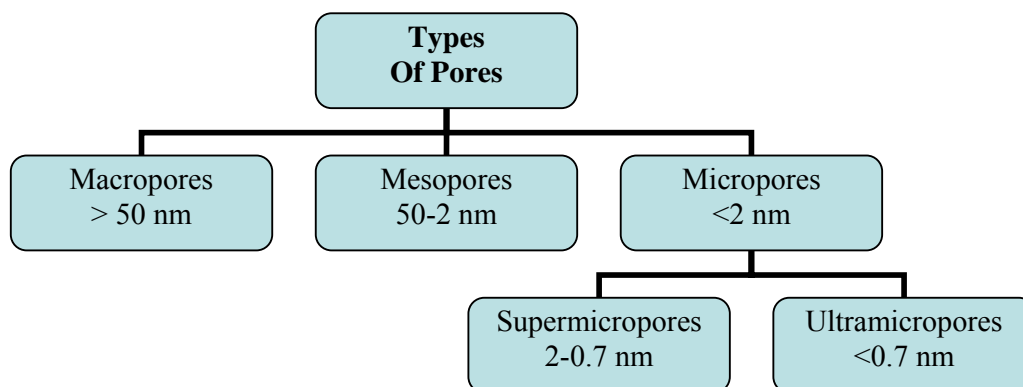 Types
Of Pores
Macropores
> 50 nm
Mesopores
50-2 nm
Micropores
<2 nm
Supermicropores
2-0.7 nm
Ultramicropores
<0.7 nm